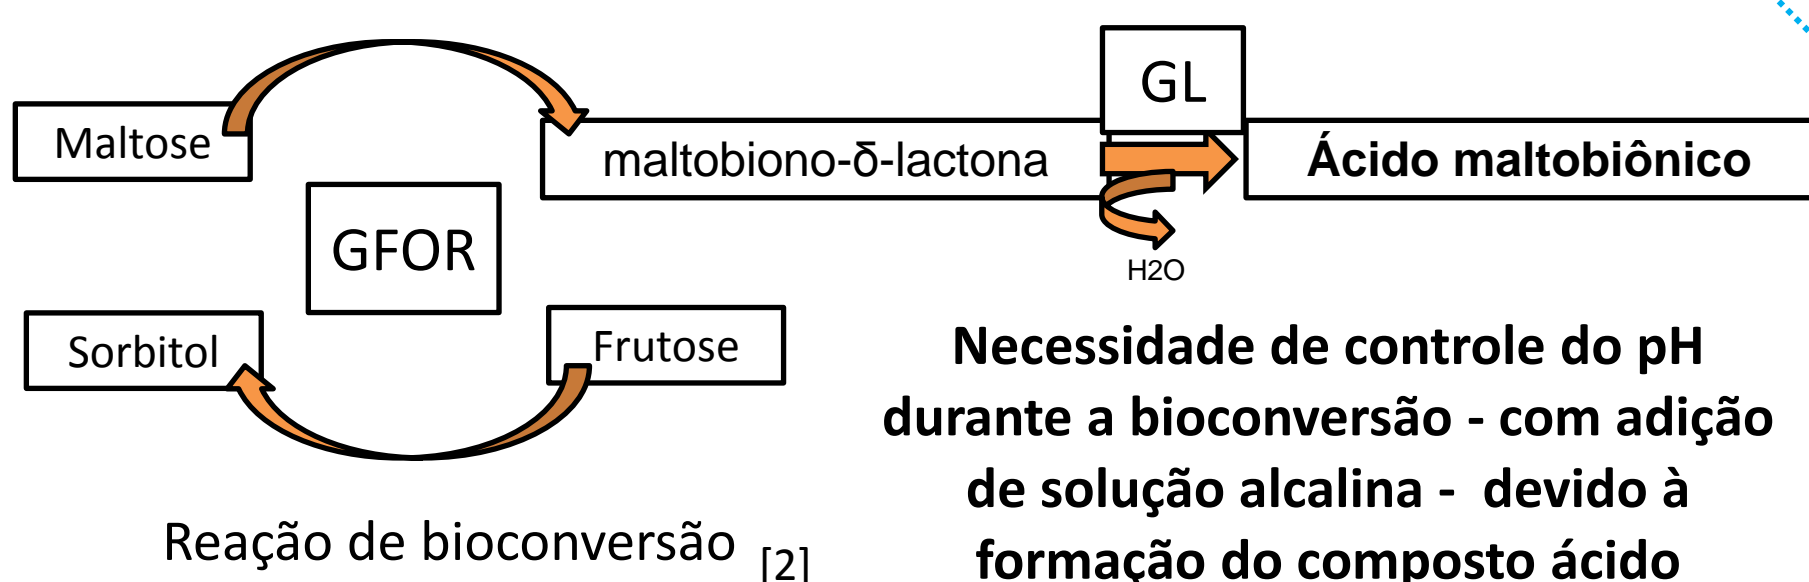 GL
Maltose
maltobiono-δ-lactona
Ácido maltobiônico
GFOR
H2O
Sorbitol
Frutose
Necessidade de controle do pH
durante a bioconversão - com adição
de solução alcalina - devido à
formação do composto ácido
Reação de bioconversão [2]